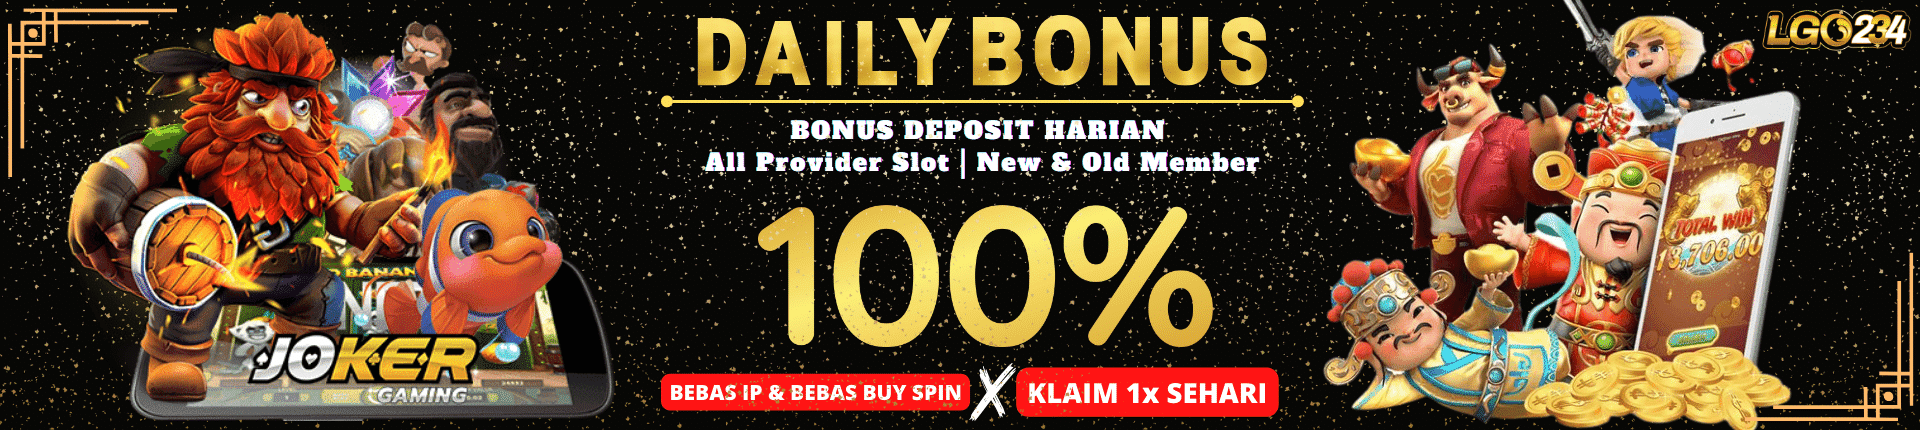 DAILY BONUS
LGO234
BONUS DEPOSIT HARIAN
All Provider Slot | New & Old Member
100%
TOTAL WIN
13,706.00
BANAN
JOKER
GAMING
BEBAS IP & BEBAS BUY SPIN X KLAIM 1x SEHARI